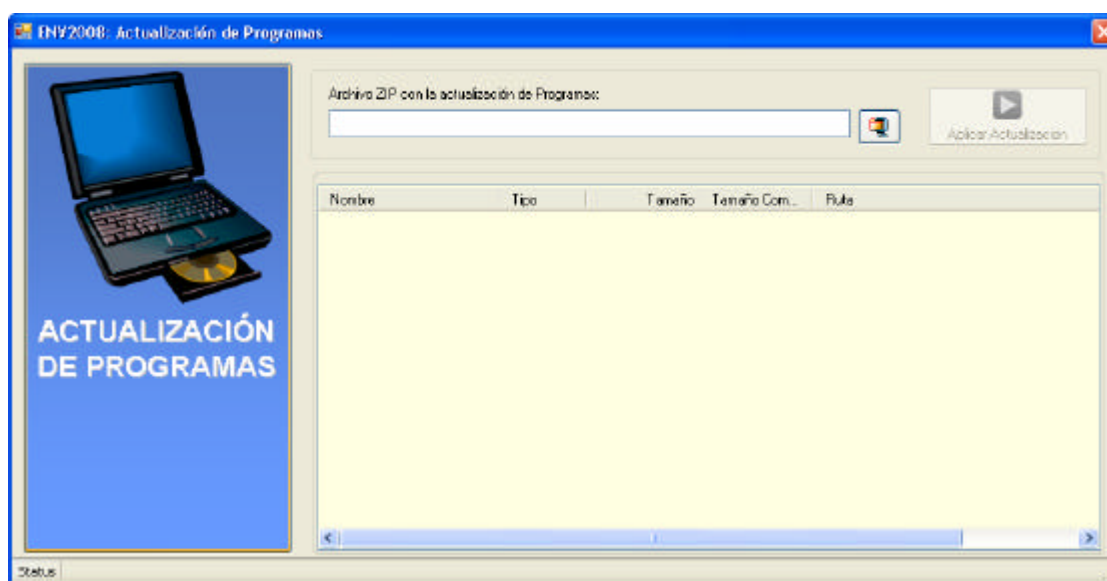 ENV2008: Actualización de Programas
Archivo ZIP con la actualización de Programas:
Aplicar Actualización
Nombre Tipo Tamaño Tamaño Com... Ruta
ACTUALIZACIÓN
DE PROGRAMAS
Status